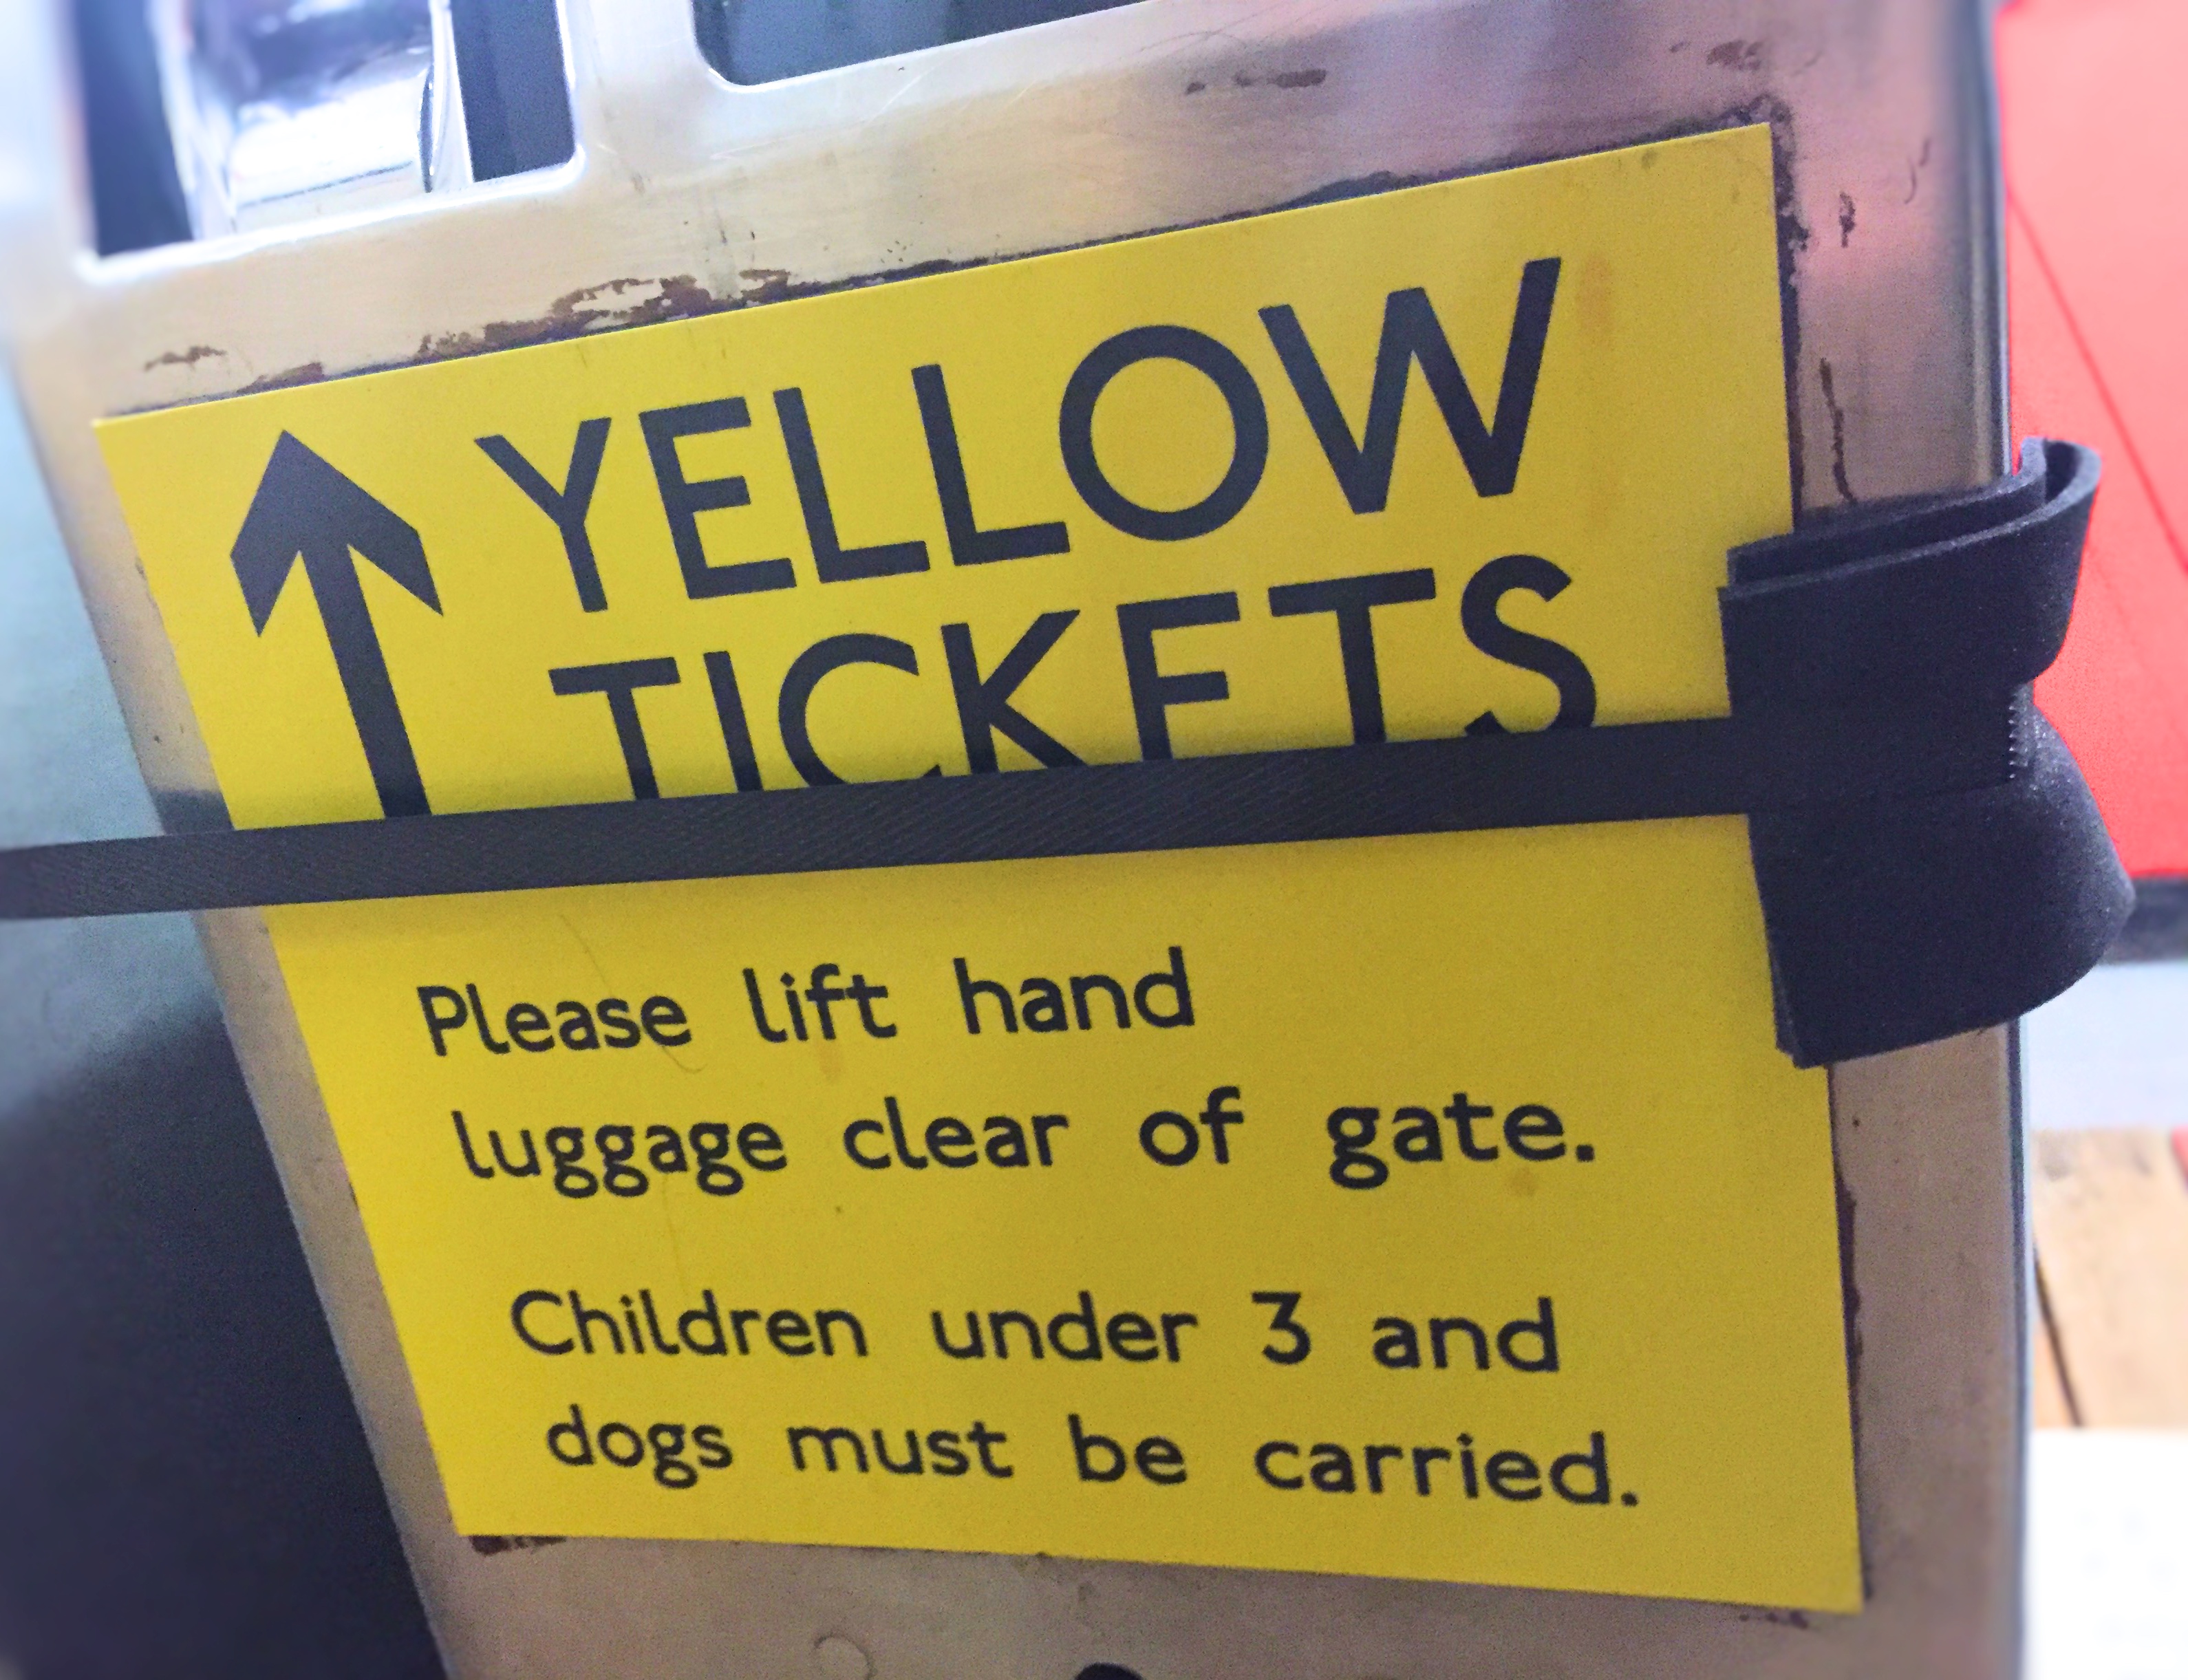 YELLOW
TICKETS
Please lift hand
luggage clear of gate.
Children under 3 and
dogs must be carried.